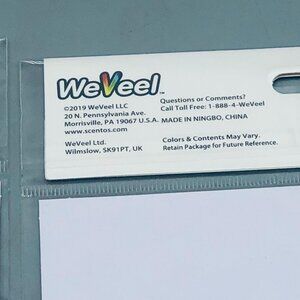 WeVeel
©2019 WeVeel LLC
20 N. Pennsylvania Ave.
Morrisville, PA 19067 U.S.A.
www.scentos.com
WeVeel Ltd.
Wilmslow, SK91PT, UK
Questions or Comments?
Call Toll Free: 1-888-4-WeVeel
MADE IN NINGBO, CHINA
Colors & Contents May Vary.
Retain Package for Future Reference.